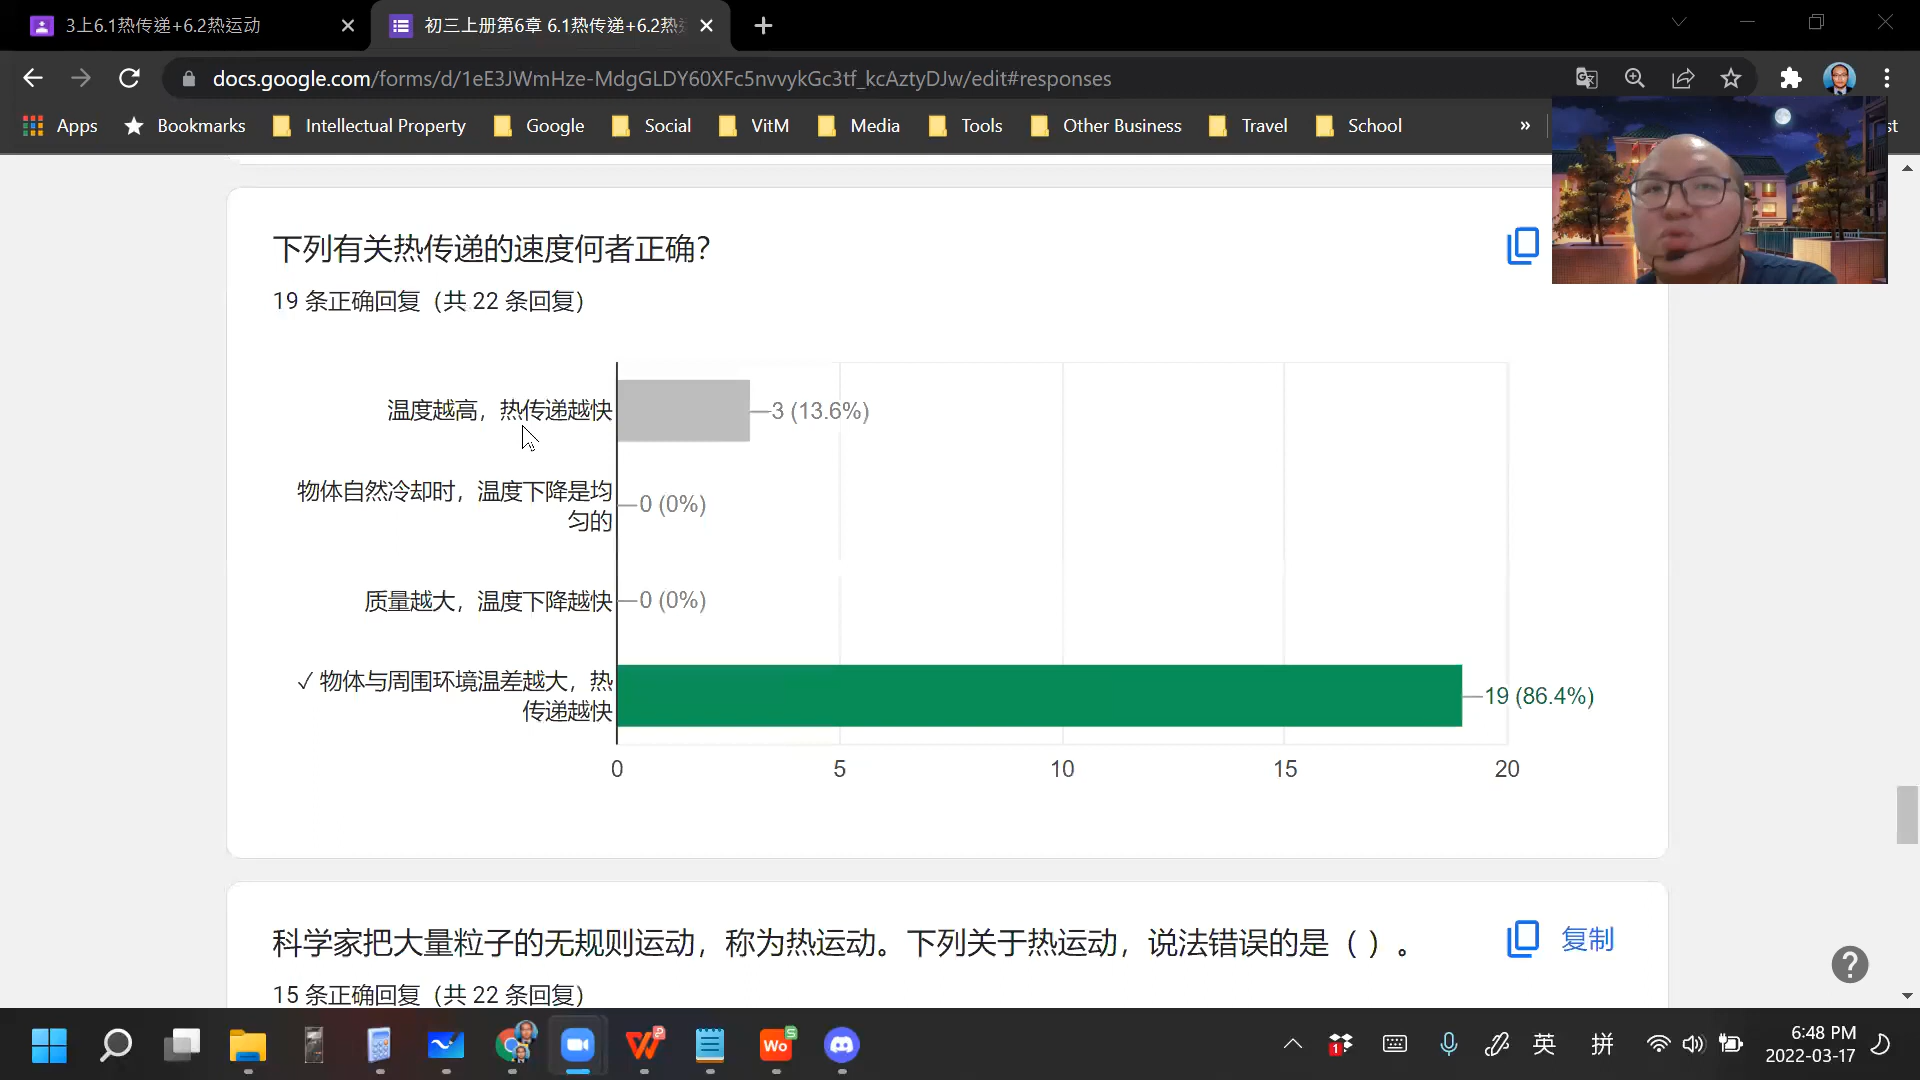 3上6.1热传递+6.2热运动
初三上册第6章 6.1热传递+6.2热
docs.google.com/forms/d/1eE3JWmHze-MdgGLDY60XFc5nvvykGc3tf_kcAztyDJw/edit#responses
Apps
Bookmarks
Intellectual Property
Google
Social
VitM
Media
Tools
Other Business
Travel
School
»
st
下列有关热传递的速度何者正确?
19 条正确回复（共 22 条回复）
温度越高，热传递越快
3 (13.6%)
物体自然冷却时，温度下降是均
匀的
0 (0%)
质量越大，温度下降越快
0 (0%)
✓ 物体与周围环境温差越大，热
传递越快
19 (86.4%)
0 5 10 15 20
科学家把大量粒子的无规则运动，称为热运动。下列关于热运动，说法错误的是（ ）。
复制
15 条正确回复（共 22 条回复）
Wo
S
1
英
拼
6:48 PM
2022-03-17